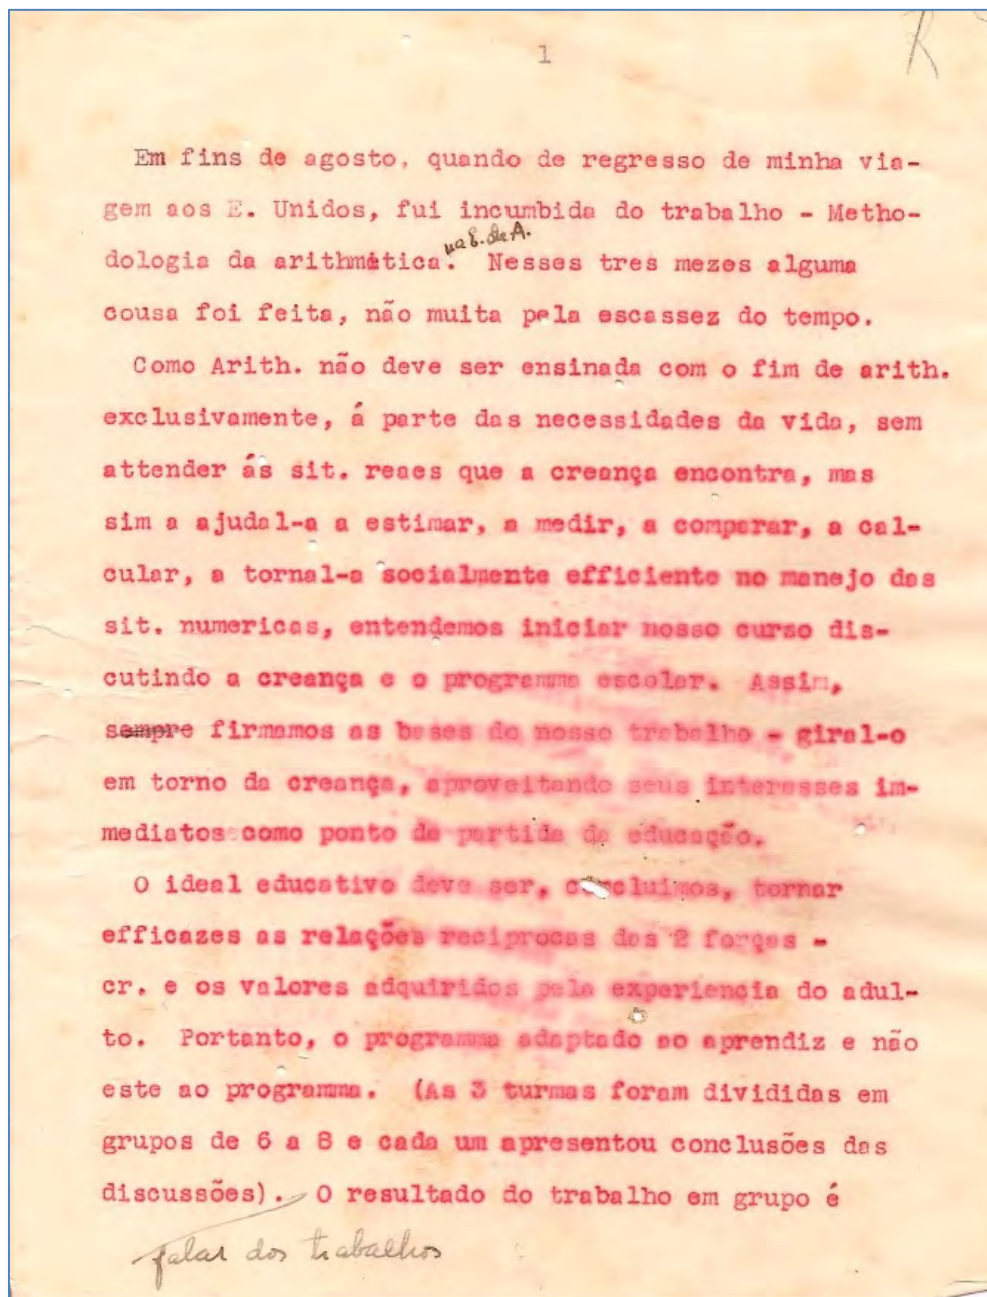 1
R
Em fins de agosto, quando de regresso de minha via-
gem aos E. Unidos, fui incumbida do trabalho - Metho-
na E. de A.
dologia da arithmética. Nesses tres mezes alguma
cousa foi feita, não muita pela escassez do tempo.
Como Arith. não deve ser ensinada com o fim de arith.
exclusivamente, á parte das necessidades da vida, sem
attender ás sit. reaes que a creança encontra, mas
sim a ajudal-a a estimar, a medir, a comparar, a cal-
cular, a tornal-a socialmente efficiente no manejo das
sit. numericas, entendemos iniciar nosso curso dis-
cutindo a creança e o programma escolar. Assim,
sempre firmamos as bases do nosso trabalho - giral-o
em torno da creança, aproveitando seus interesses im-
mediatos como ponto de partida da educação.
O ideal educativo deve ser, concluimos, tornar
efficazes as relações reciprocas das 2 forças -
cr. e os valores adquiridos pela experiencia do adul-
to. Portanto, o programma adaptado ao aprendiz e não
este ao programma. (As 3 turmas foram divididas em
grupos de 6 a 8 e cada um apresentou conclusões das
discussões). O resultado do trabalho em grupo é
falar dos trabalhos